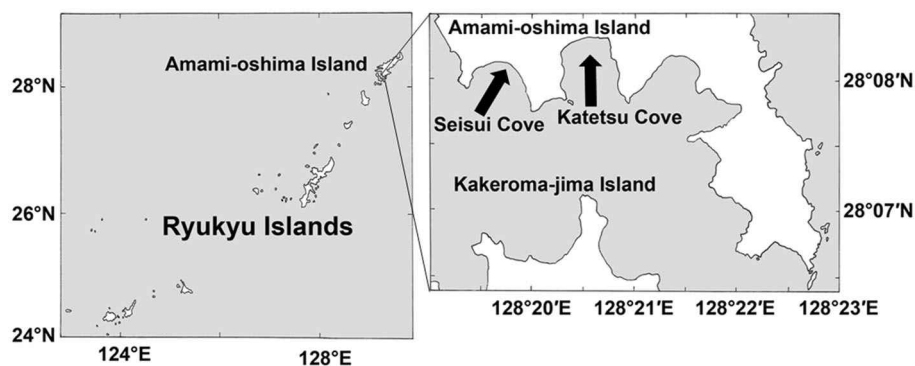 28°N
26°N
24°N
124°E
128°E
Amami-oshima Island
Ryukyu Islands
Amami-oshima Island
Seisui Cove
Katetsu Cove
Kakeroma-jima Island
28°08'N
28°07'N
128°20'E
128°21'E
128°22'E
128°23'E